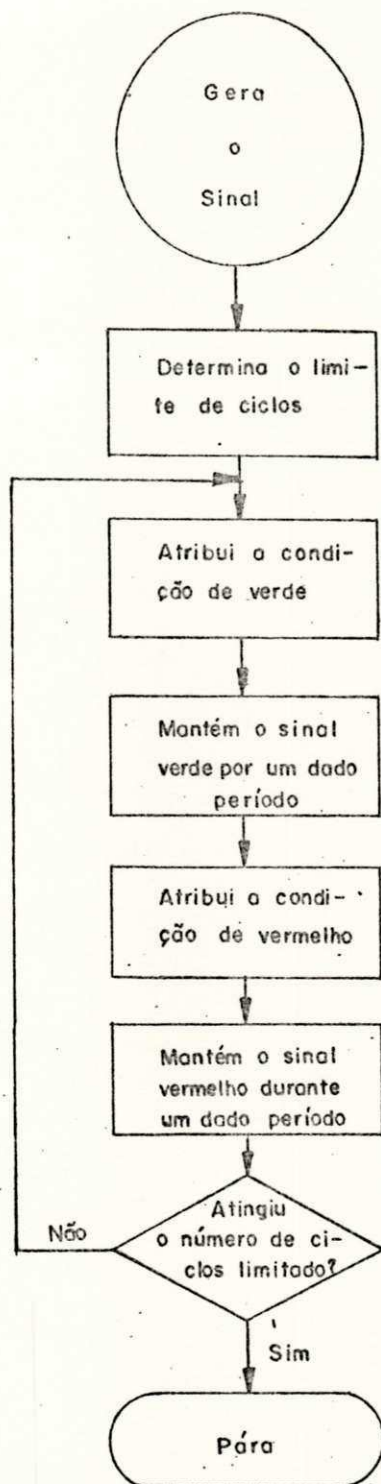 Gera
o
Sinal
Determina o limi-
te de ciclos
Atribui a condi-
ção de verde
Mantém o sinal
verde por um dado
período
Atribui a condi-
ção de vermelho
Mantém o sinal
vermelho durante
um dado período
Atingiu
o número de ci-
clos limitado?
Não
Sim
Pára